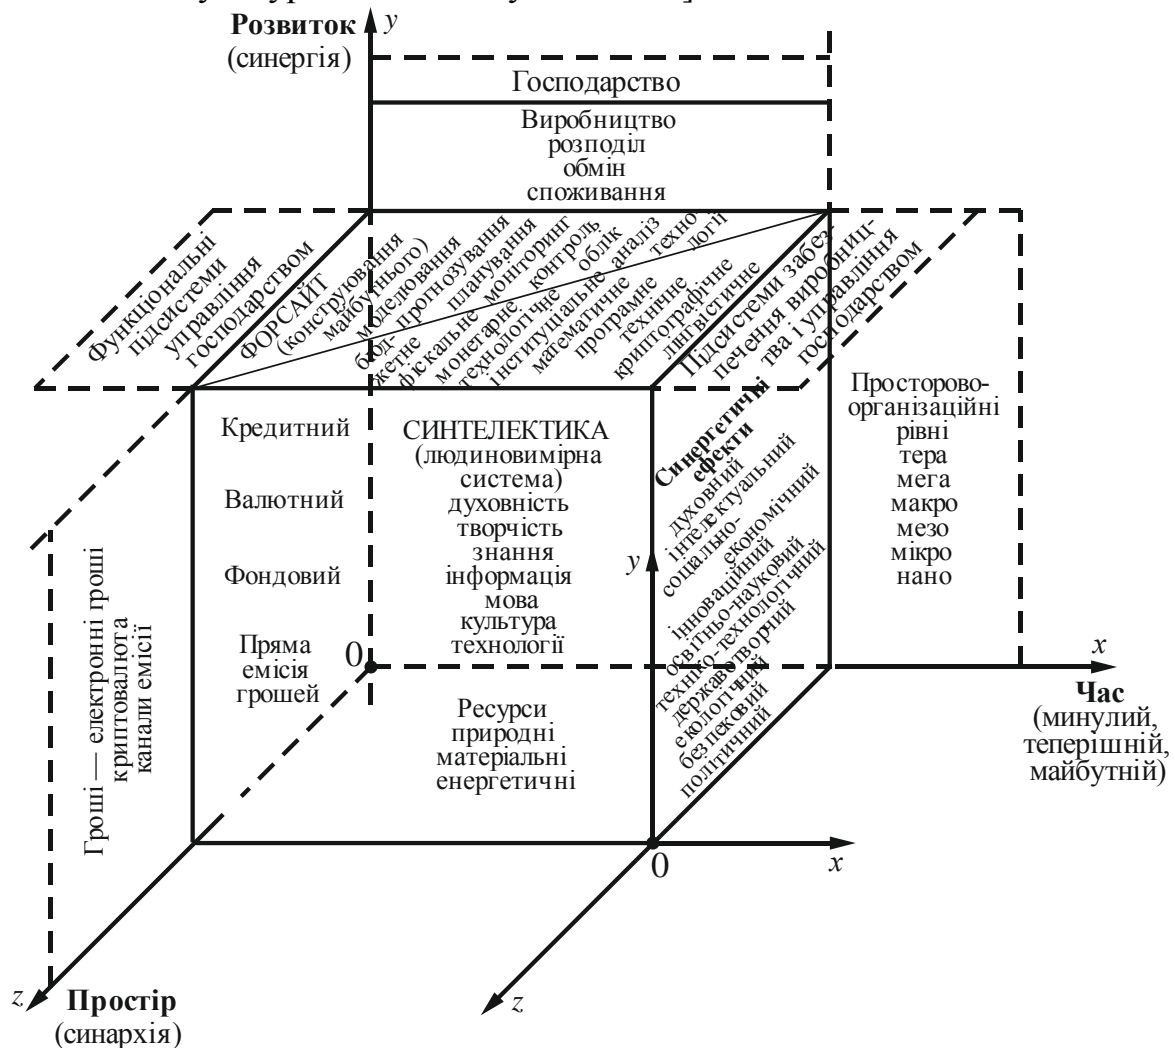 Розвиток
(синергія)
y
Господарство
Виробництво
розподіл
обмін
споживання
Функціональні
підсистеми
управління
господарством
ФОРСАЙТ
(конструювання
майбутнього)
моделювання
прогнозування
планування
бюд-
жетне
фіскальне
моніторинг
монетарне
контроль
технологічне
облік
інституціальне
аналіз
математичне
техно-
логії
програмне
технічне
криптографічне
лінгвістичне
Підсистеми забез-
печення виробниц-
тва і управління
господарством
Кредитний
Валютний
Фондовий
Пряма
емісія
грошей
СИНТЕЛЕКТИКА
(людиновимірна
система)
духовність
творчість
знання
інформація
мова
культура
технології
Ресурси
природні
матеріальні
енергетичні
Синергетичні
ефекти
духовний
інтелектуальний
соціально-
економічний
інноваційний
освітньо-науковий
техніко-технологічний
державотворчий
екологічний
безпековий
політичний
Просторово-
організаційні
рівні
тера
мега
макро
мезо
мікро
нано
Гроші — електронні гроші
криптовалюта
канали емісії
0
y
x
Час
(минулий,
теперішній,
майбутній)
0
x
z
Простір
(синархія)
z